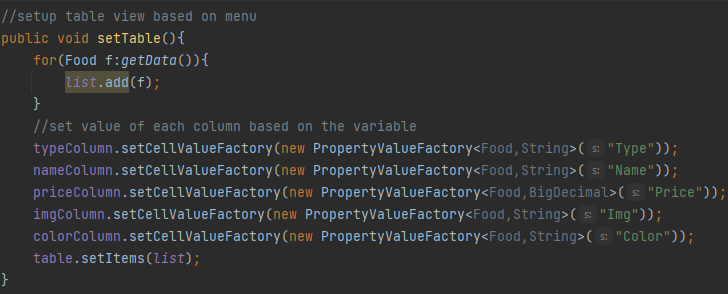 //setup table view based on menu
public void setTable(){
    for(Food f:getData()){
        list.add(f);
    }
    //set value of each column based on the variable
    typeColumn.setCellValueFactory(new PropertyValueFactory<Food,String>( s: "Type"));
    nameColumn.setCellValueFactory(new PropertyValueFactory<Food,String>( s: "Name"));
    priceColumn.setCellValueFactory(new PropertyValueFactory<Food,BigDecimal>( s: "Price"));
    imgColumn.setCellValueFactory(new PropertyValueFactory<Food,String>( s: "Img"));
    colorColumn.setCellValueFactory(new PropertyValueFactory<Food,String>( s: "Color"));
    table.setItems(list);
}